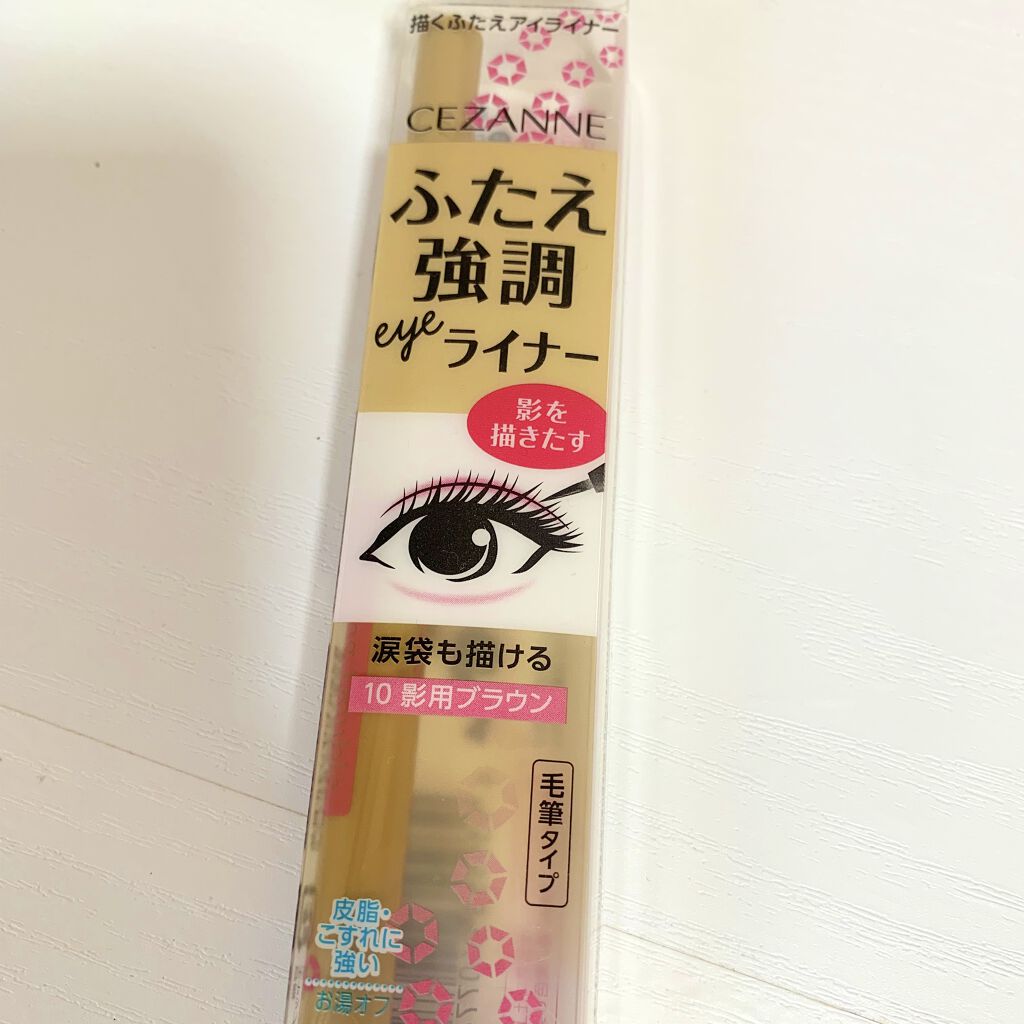 描くふたえアイライナー
CEZANNE
ふたえ
強調
eye ライナー
影を
描きたす
涙袋も描ける
10 影用ブラウン
毛筆タイプ
皮脂・
こすれに
強い
お湯オフ